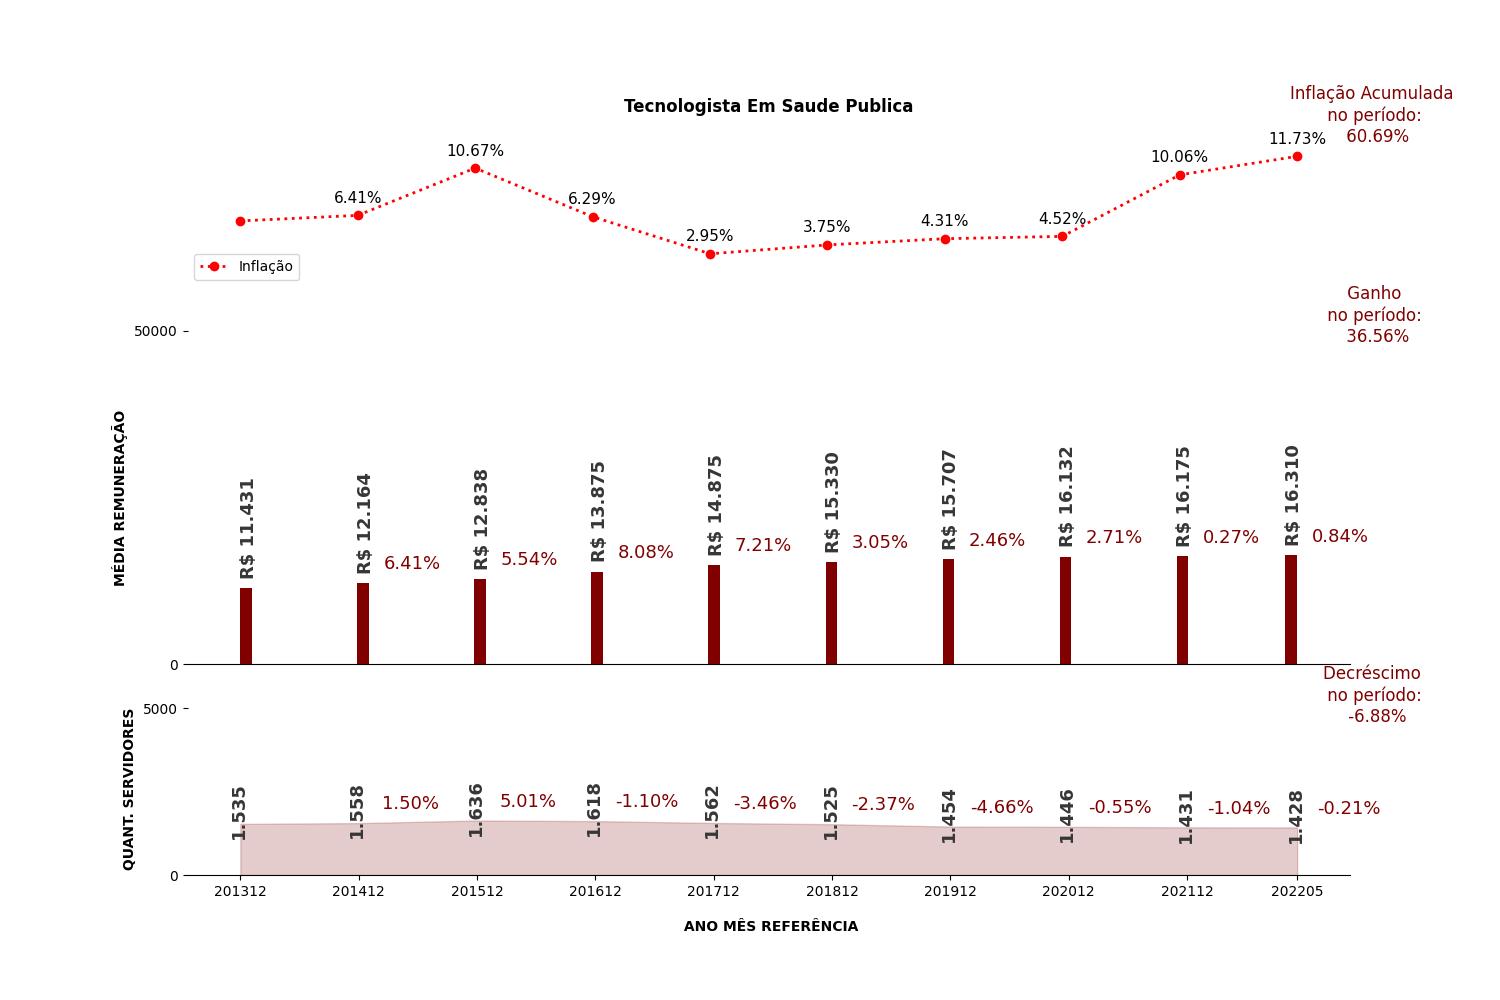 Tecnologista Em Saude Publica
Inflação Acumulada
no período:
60.69%
6.41%
10.67%
6.29%
2.95%
3.75%
4.31%
4.52%
10.06%
11.73%
Inflação
Ganho
no período:
36.56%
MÉDIA REMUNERAÇÃO
50000
0
R$ 11.431
R$ 12.164
R$ 12.838
R$ 13.875
R$ 14.875
R$ 15.330
R$ 15.707
R$ 16.132
R$ 16.175
R$ 16.310
6.41%
5.54%
8.08%
7.21%
3.05%
2.46%
2.71%
0.27%
0.84%
Decréscimo
no período:
-6.88%
QUANT. SERVIDORES
5000
0
1.535
1.558
1.636
1.618
1.562
1.525
1.454
1.446
1.431
1.428
1.50%
5.01%
-1.10%
-3.46%
-2.37%
-4.66%
-0.55%
-1.04%
-0.21%
201312
201412
201512
201612
201712
201812
201912
202012
202112
202205
ANO MÊS REFERÊNCIA